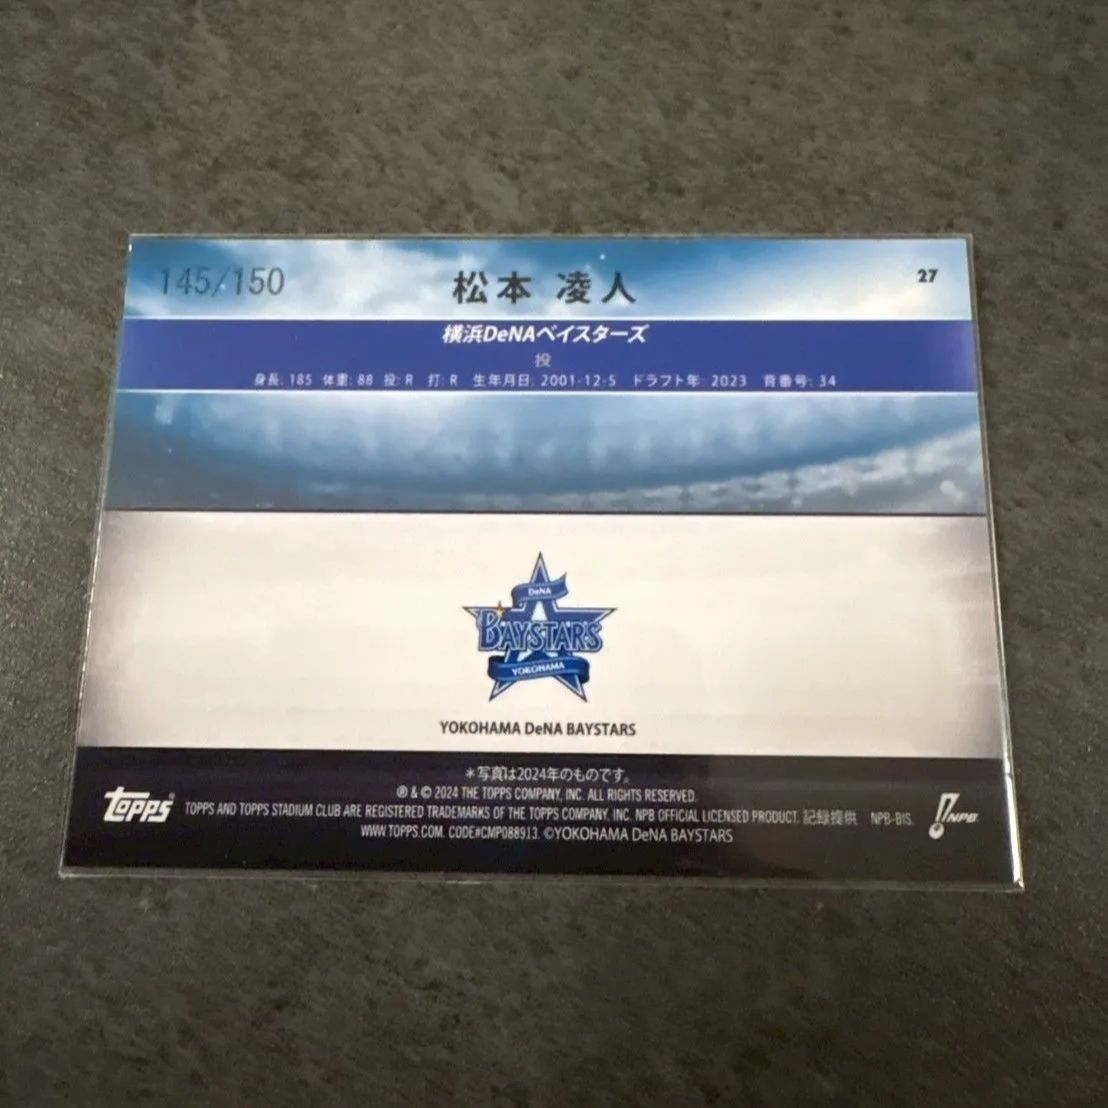 145/150
松本 凌人
27
横浜DeNAベイスターズ
投
身長: 185 体重: 88 投: R 打: R 生年月日: 2001-12-5 ドラフト年: 2023 背番号: 34
DeNA
BAYSTARS
YOKOHAMA
YOKOHAMA DeNA BAYSTARS
＊写真は2024年のものです。
℗ & © 2024 THE TOPPS COMPANY, INC. ALL RIGHTS RESERVED.
topps
TOPPS AND TOPPS STADIUM CLUB ARE REGISTERED TRADEMARKS OF THE TOPPS COMPANY, INC. NPB OFFICIAL LICENSED PRODUCT. 記録提供 NPB-BIS.
NPB
WWW.TOPPS.COM. CODE#CMP088913. ©YOKOHAMA DeNA BAYSTARS